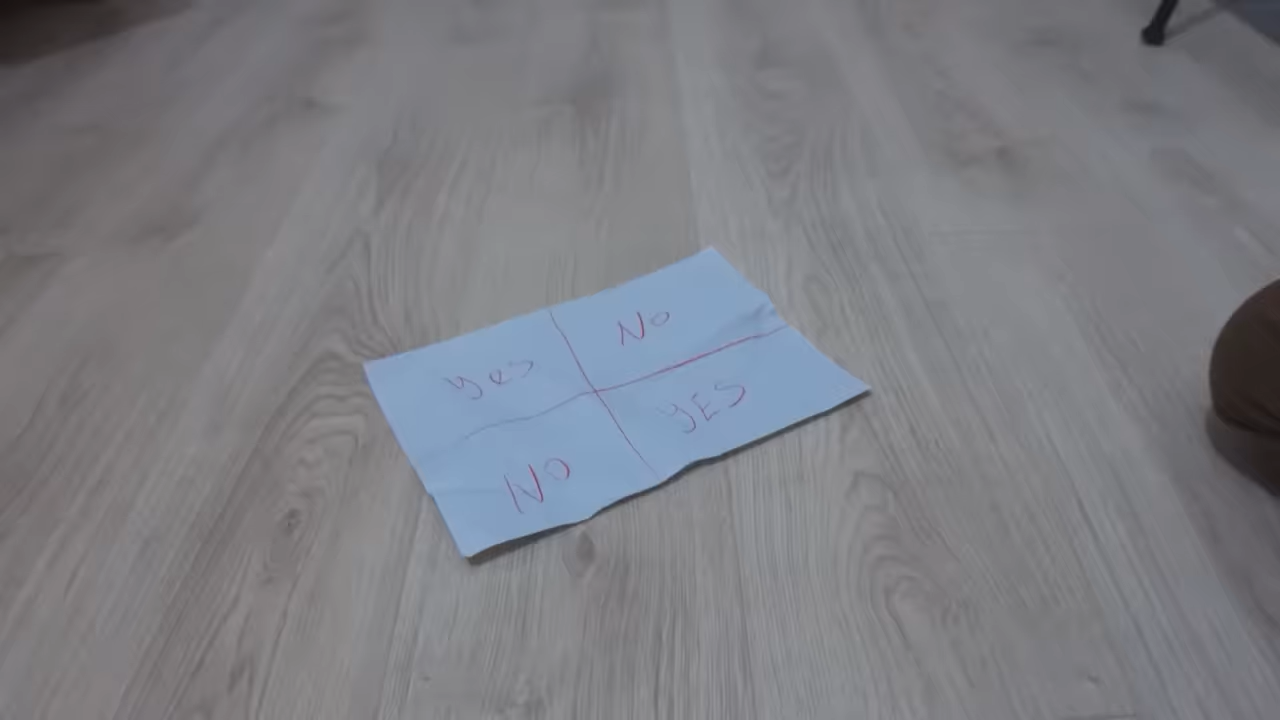 yes No
No YES